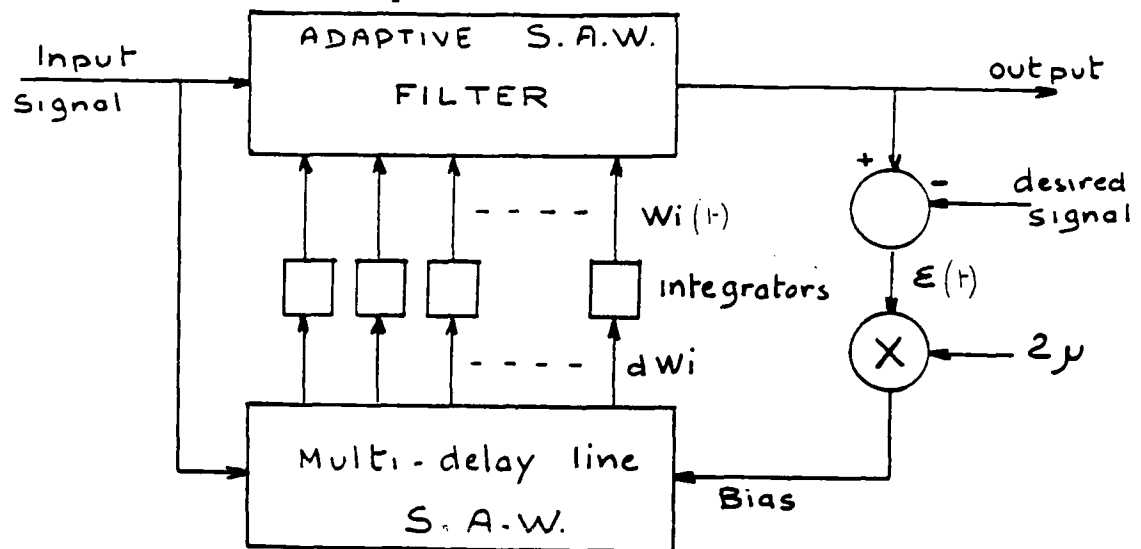 ADAPTIVE S.A.W.
FILTER
Input
Signal
output
+
-
desired
signal
Wi(t)
integrators
ε(t)
X
2μ
dWi
Multi-delay line
S.A.W.
Bias